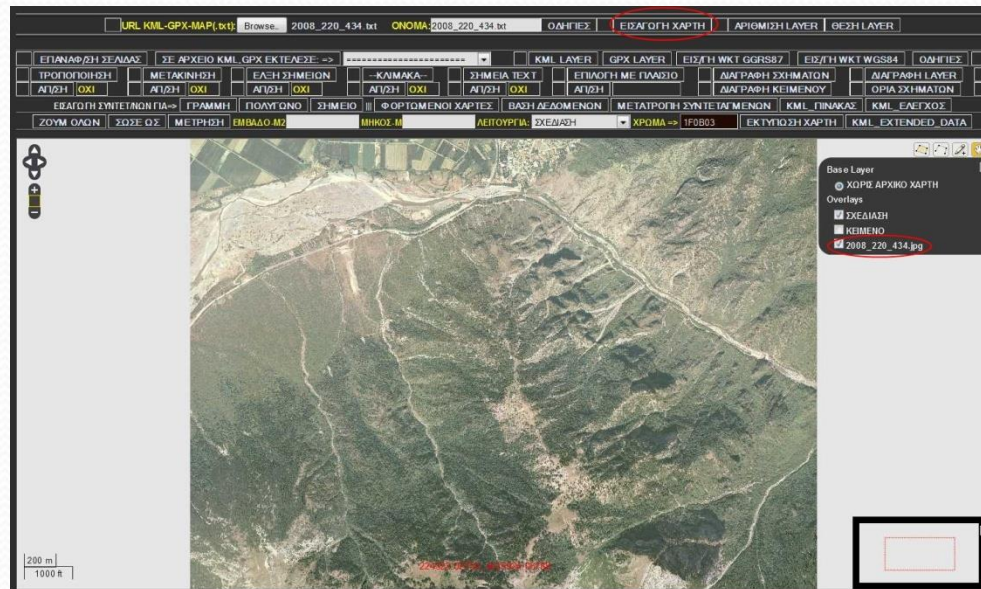 URL KML-GPX-MAP(.txt): Browse.. 2008_220_434.txt ΟΝΟΜΑ: 2008_220_434.txt ΟΔΗΓΙΕΣ ΕΙΣΑΓΩΓΗ ΧΑΡΤΗ ΑΡΙΘΜΙΣΗ LAYER ΘΕΣΗ LAYER
ΕΠΑΝΑΦ/ΣΗ ΣΕΛΙΔΑΣ ΣΕ ΑΡΧΕΙΟ KML,GPX ΕΚΤΕΛΕΣΕ: => ======================= KML LAYER GPX LAYER ΕΙΣ/ΓΗ WKT GGRS87 ΕΙΣ/ΓΗ WKT WGS84 ΟΔΗΓΙΕΣ
ΤΡΟΠΟΠΟΙΗΣΗ ΜΕΤΑΚΙΝΗΣΗ ΕΛΞΗ ΣΗΜΕΙΩΝ --ΚΛΙΜΑΚΑ-- ΣΗΜΕΙΑ TEXT ΕΠΙΛΟΓΗ ΜΕ ΠΛΑΙΣΙΟ ΔΙΑΓΡΑΦΗ ΣΧΗΜΑΤΩΝ ΔΙΑΓΡΑΦΗ LAYER
ΑΠ/ΣΗ ΟΧΙ ΑΠ/ΣΗ ΟΧΙ ΑΠ/ΣΗ ΟΧΙ ΑΠ/ΣΗ ΟΧΙ ΑΠ/ΣΗ ΟΧΙ ΑΠ/ΣΗ ΔΙΑΓΡΑΦΗ ΚΕΙΜΕΝΟΥ ΟΡΙΑ ΣΧΗΜΑΤΩΝ
ΕΙΣΑΓΩΓΗ ΣΥΝΤΕΤ/ΝΩΝ ΓΙΑ=> ΓΡΑΜΜΗ ΠΟΛΥΓΩΝΟ ΣΗΜΕΙΟ ||| ΦΟΡΤΩΜΕΝΟΙ ΧΑΡΤΕΣ ΒΑΣΗ ΔΕΔΟΜΕΝΩΝ ΜΕΤΑΤΡΟΠΗ ΣΥΝΤΕΤΑΓΜΕΝΩΝ KML_ΠΙΝΑΚΑΣ KML_ΕΛΕΓΧΟΣ
ΖΟΥΜ ΟΛΩΝ ΣΩΣΕ ΩΣ ΜΕΤΡΗΣΗ ΕΜΒΑΔΟ-M2 ΜΗΚΟΣ-M ΛΕΙΤΟΥΡΓΙΑ: ΣΧΕΔΙΑΣΗ ΧΡΩΜΑ => 1F0B03 ΕΚΤΥΠΩΣΗ ΧΑΡΤΗ KML_EXTENDED_DATA
Base Layer
ΧΩΡΙΣ ΑΡΧΙΚΟ ΧΑΡΤΗ
Overlays
ΣΧΕΔΙΑΣΗ
ΚΕΙΜΕΝΟ
2008_220_434.jpg
200 m
1000 ft